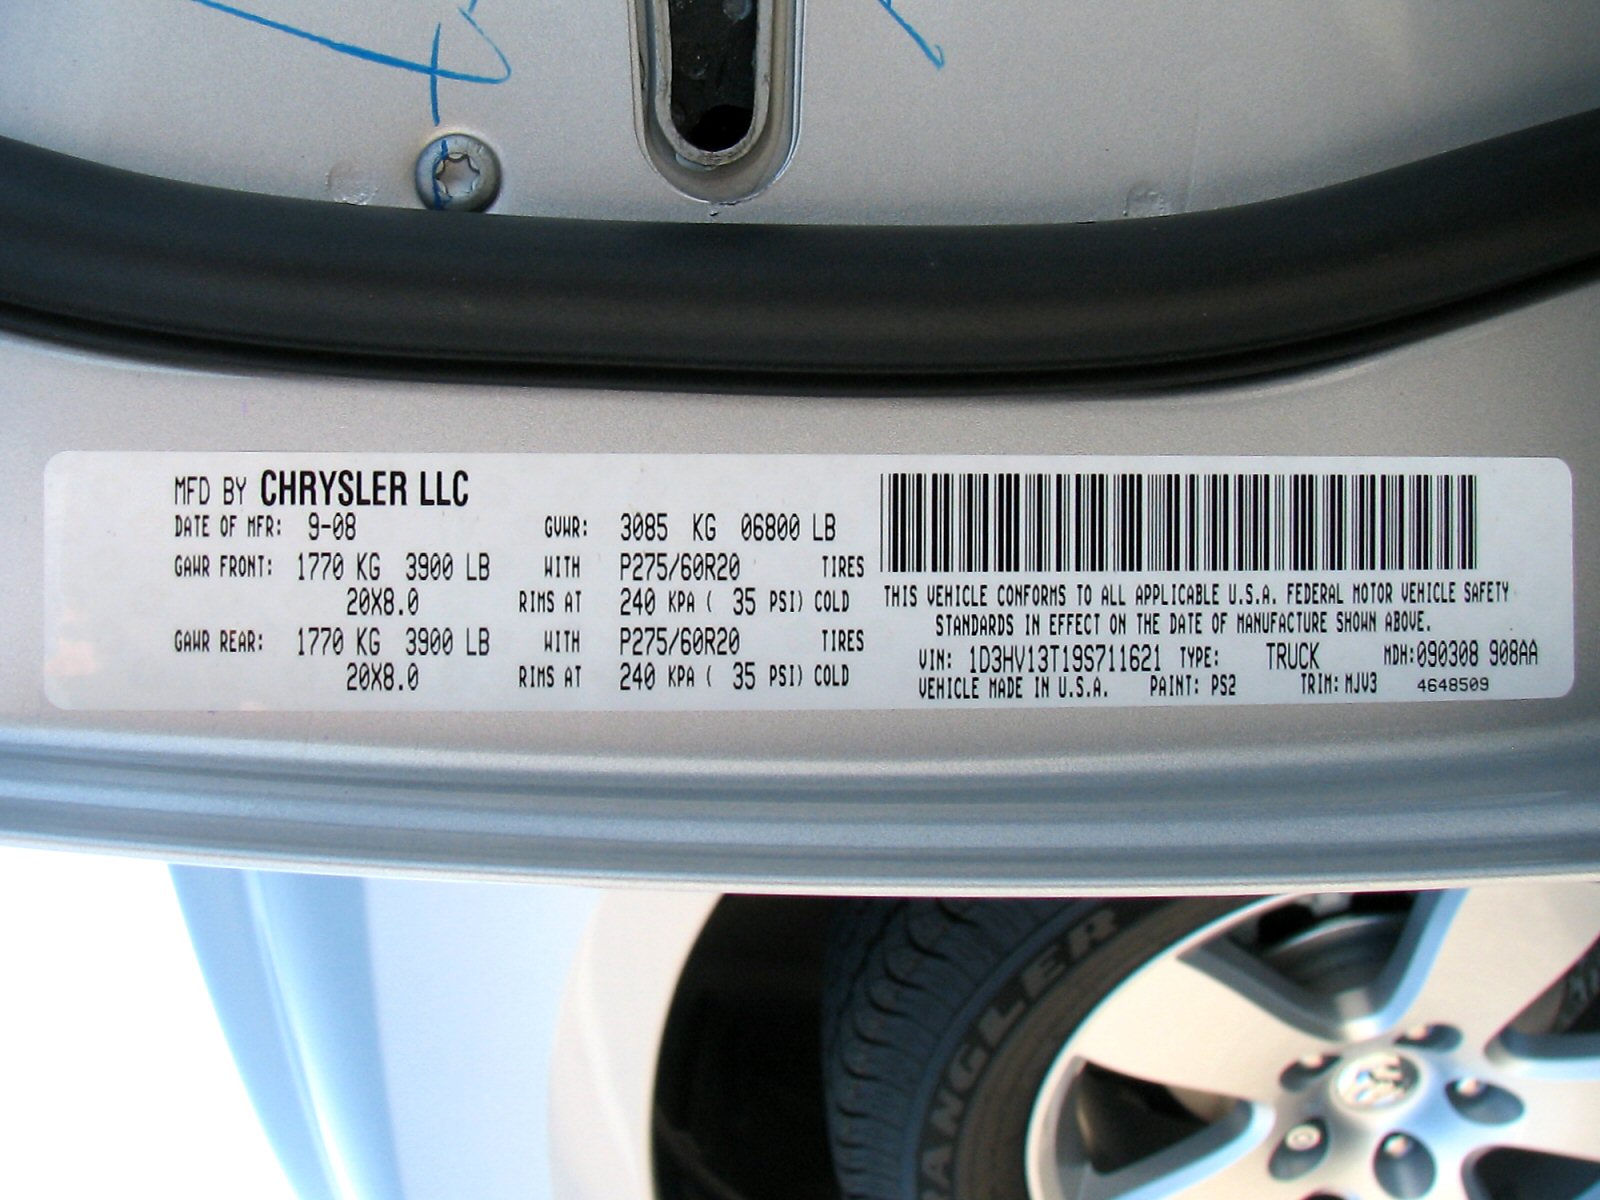 MFD BY CHRYSLER LLC
DATE OF MFR: 9-08 GVWR: 3085 KG 06800 LB
GAWR FRONT: 1770 KG 3900 LB WITH P275/60R20 TIRES
20X8.0 RIMS AT 240 KPA ( 35 PSI) COLD
GAWR REAR: 1770 KG 3900 LB WITH P275/60R20 TIRES
20X8.0 RIMS AT 240 KPA ( 35 PSI) COLD
THIS VEHICLE CONFORMS TO ALL APPLICABLE U.S.A. FEDERAL MOTOR VEHICLE SAFETY
STANDARDS IN EFFECT ON THE DATE OF MANUFACTURE SHOWN ABOVE.
VIN: 1D3HV13T19S711621 TYPE: TRUCK MDH:090308 908AA
VEHICLE MADE IN U.S.A. PAINT: PS2 TRIM: MJV3 4648509
ANGLER